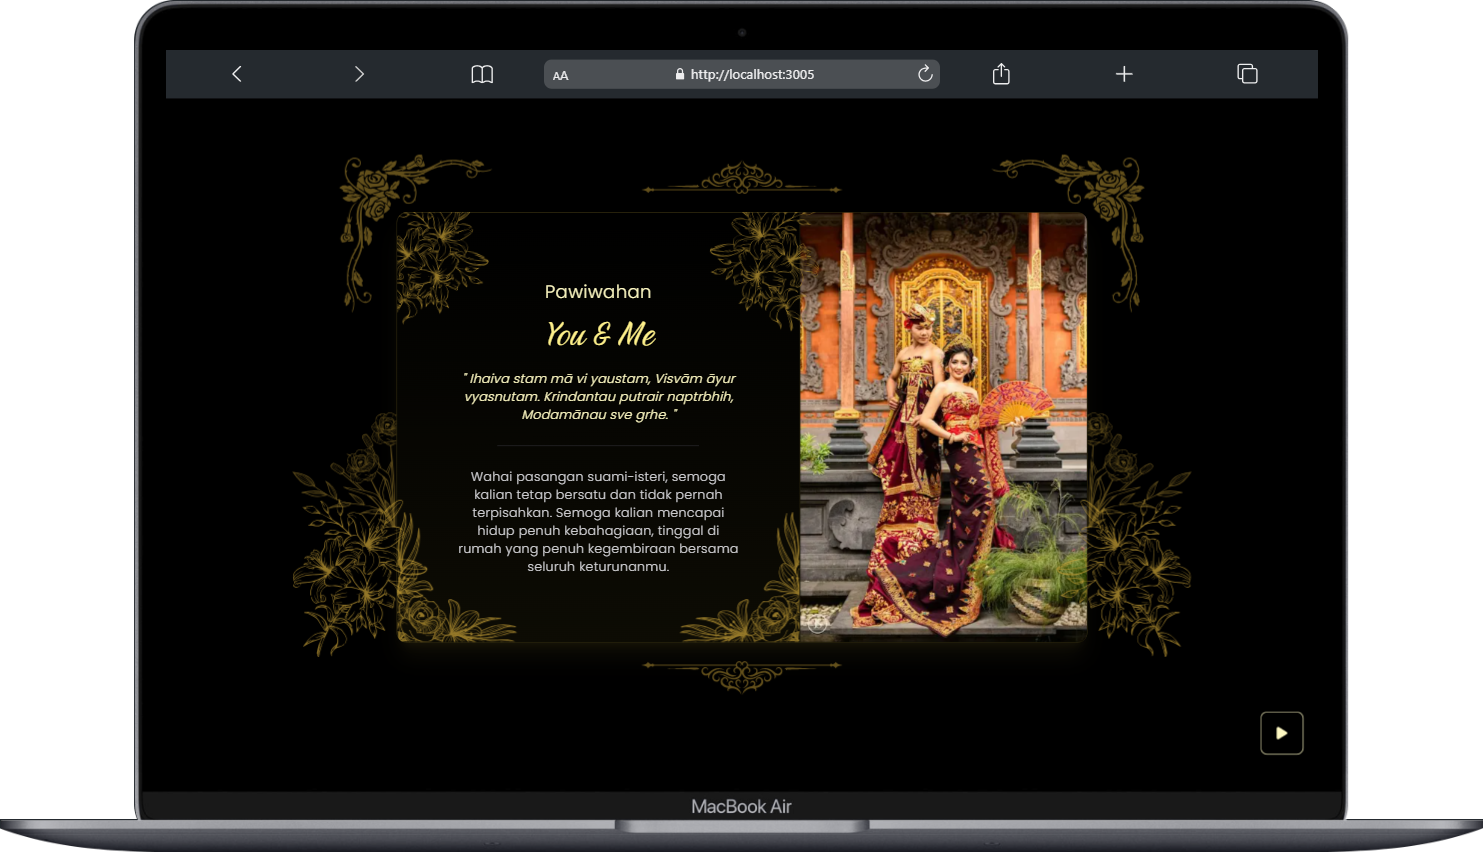 AA
http://localhost:3005
Pawiwahan
You & Me
" Ihaiva stam mā vi yaustam, Visvām āyur
vyasnutam. Krindantau putrair naptrbhih,
Modamānau sve grhe. "
Wahai pasangan suami-isteri, semoga
kalian tetap bersatu dan tidak pernah
terpisahkan. Semoga kalian mencapai
hidup penuh kebahagiaan, tinggal di
rumah yang penuh kegembiraan bersama
seluruh keturunanmu.
MacBook Air